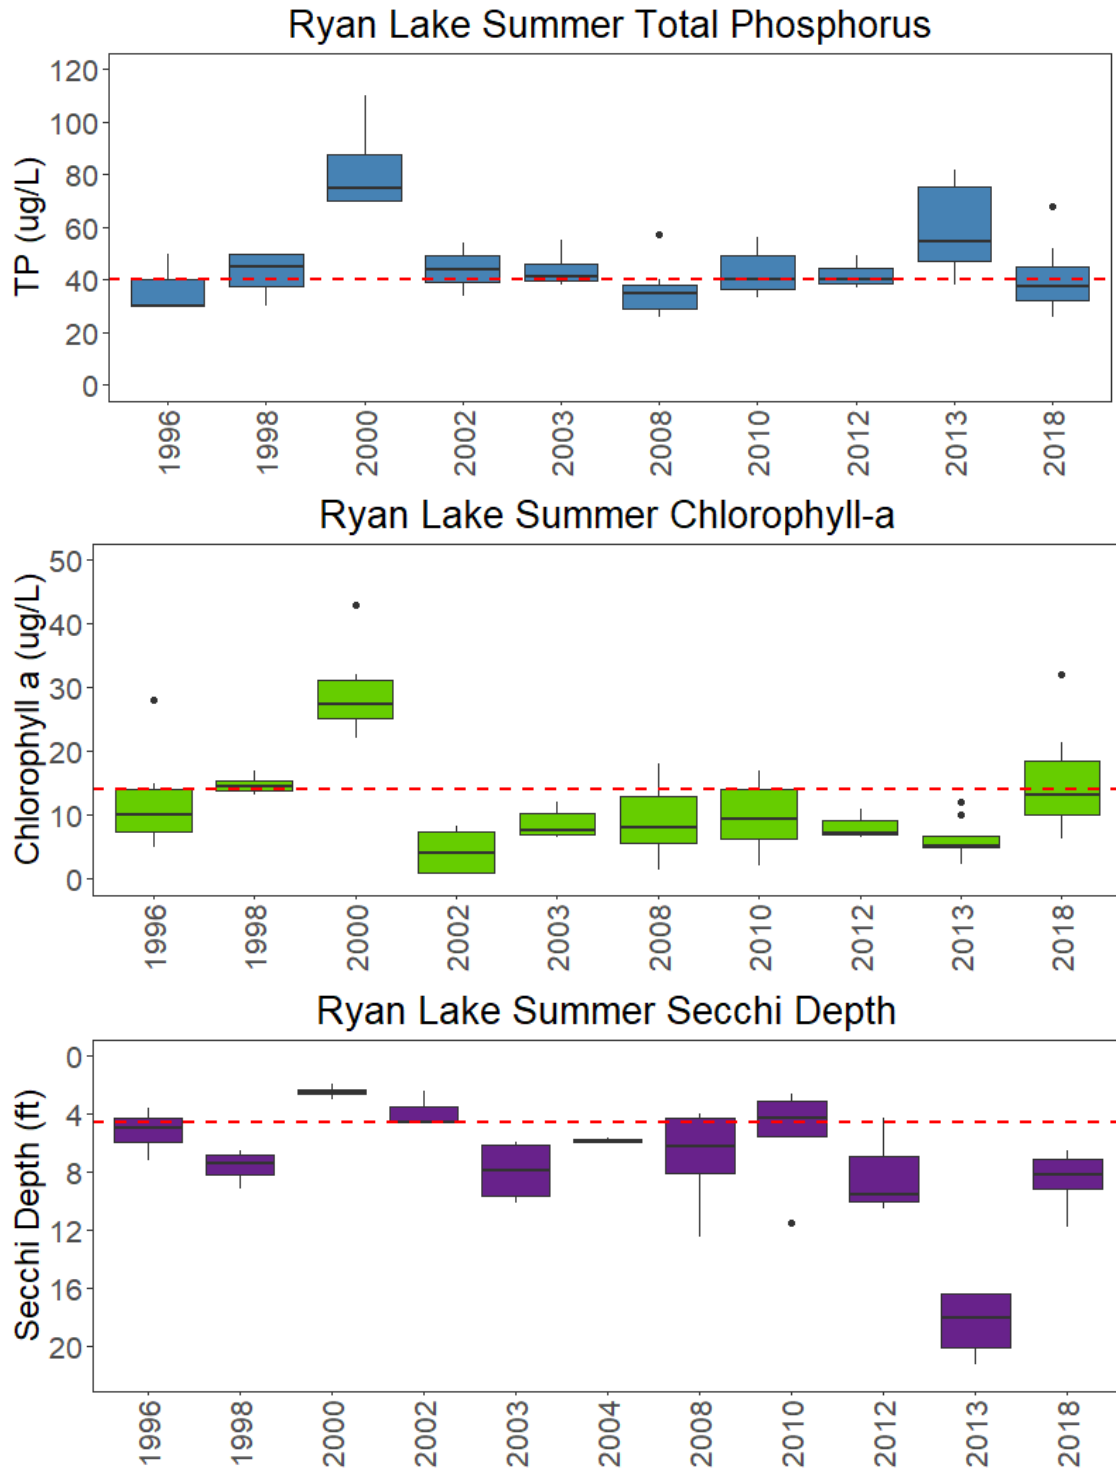 Ryan Lake Summer Total Phosphorus
TP (ug/L)
120
100
80
60
40
20
0
1996 1998 2000 2002 2003 2008 2010 2012 2013 2018
Ryan Lake Summer Chlorophyll-a
Chlorophyll a (ug/L)
50
40
30
20
10
0
1996 1998 2000 2002 2003 2008 2010 2012 2013 2018
Ryan Lake Summer Secchi Depth
Secchi Depth (ft)
0
4
8
12
16
20
1996 1998 2000 2002 2003 2004 2008 2010 2012 2013 2018